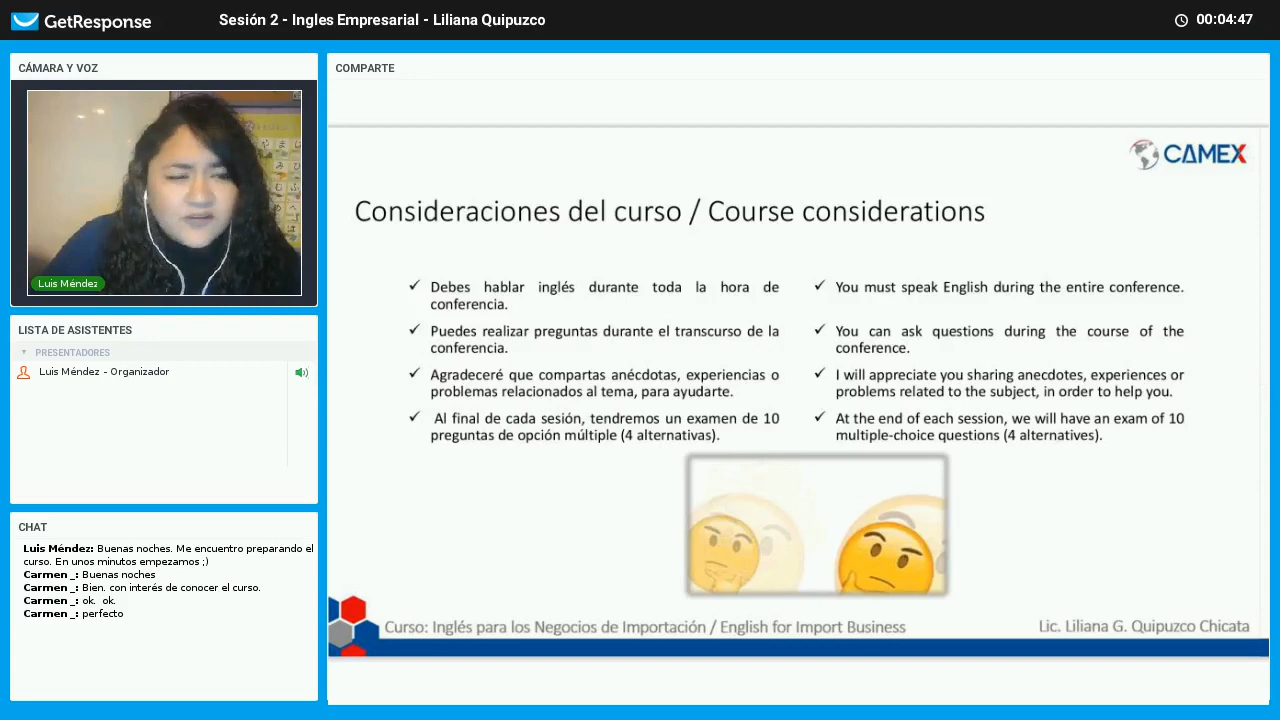 GetResponse
Sesión 2 - Ingles Empresarial - Liliana Quipuzco
00:04:47
CÁMARA Y VOZ
Luis Méndez
LISTA DE ASISTENTES
PRESENTADORES
Luis Méndez - Organizador
CHAT
Luis Méndez: Buenas noches. Me encuentro preparando el
curso. En unos minutos empezamos ;)
Carmen _: Buenas noches
Carmen _: Bien. con interés de conocer el curso.
Carmen _: ok. ok.
Carmen _: perfecto
COMPARTE
CAMEX
Consideraciones del curso / Course considerations
Debes hablar inglés durante toda la hora de
conferencia.
Puedes realizar preguntas durante el transcurso de la
conferencia.
Agradeceré que compartas anécdotas, experiencias o
problemas relacionados al tema, para ayudarte.
Al final de cada sesión, tendremos un examen de 10
preguntas de opción múltiple (4 alternativas).
You must speak English during the entire conference.
You can ask questions during the course of the
conference.
I will appreciate you sharing anecdotes, experiences or
problems related to the subject, in order to help you.
At the end of each session, we will have an exam of 10
multiple-choice questions (4 alternatives).
Curso: Inglés para los Negocios de Importación / English for Import Business
Lic. Liliana G. Quipuzco Chicata